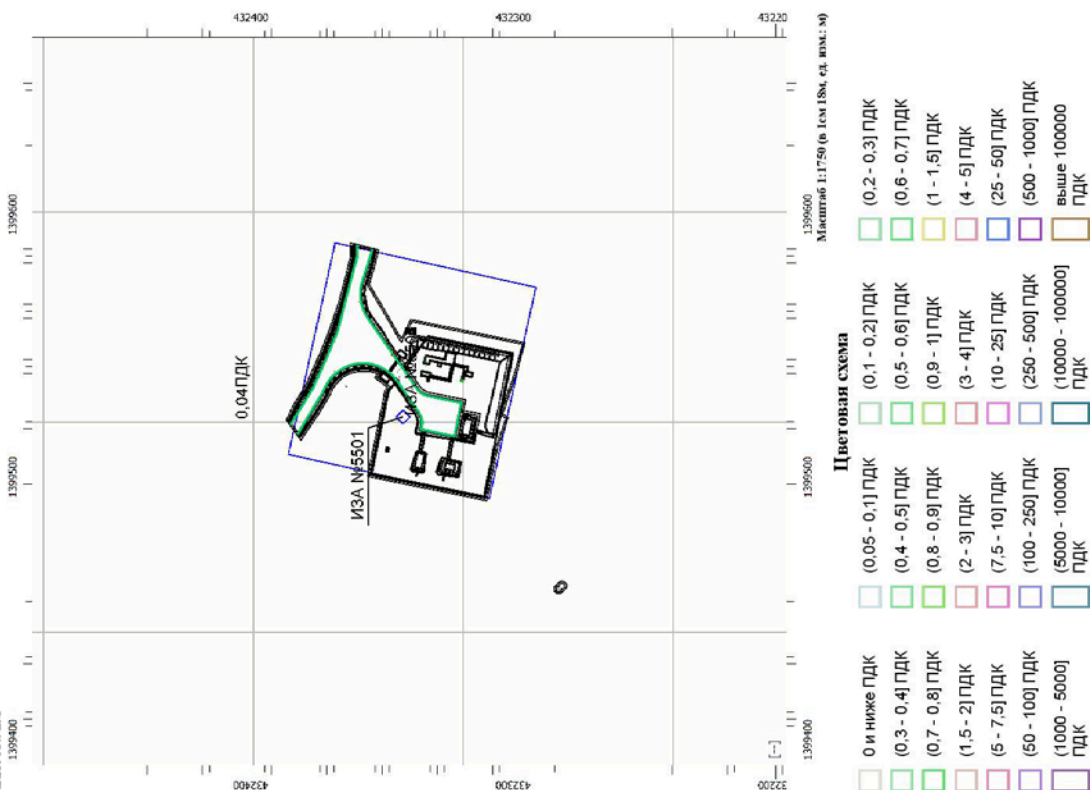 432400
432300
43220
1399600
1399500
1399400
0,04ПДК
ИЗА №5501
[--]
1399600
1399500
1399400
432400
432300
32200
Масштаб 1:1750 (в 1см 18м, ед. изм.: м)
Цветовая схема
0 и ниже ПДК
(0,05 - 0,1] ПДК
(0,1 - 0,2] ПДК
(0,2 - 0,3] ПДК
(0,3 - 0,4] ПДК
(0,4 - 0,5] ПДК
(0,5 - 0,6] ПДК
(0,6 - 0,7] ПДК
(0,7 - 0,8] ПДК
(0,8 - 0,9] ПДК
(0,9 - 1] ПДК
(1 - 1,5] ПДК
(1,5 - 2] ПДК
(2 - 3] ПДК
(3 - 4] ПДК
(4 - 5] ПДК
(5 - 7,5] ПДК
(7,5 - 10] ПДК
(10 - 25] ПДК
(25 - 50] ПДК
(50 - 100] ПДК
(100 - 250] ПДК
(250 - 500] ПДК
(500 - 1000] ПДК
(1000 - 5000]
ПДК
(5000 - 10000]
ПДК
(10000 - 100000]
ПДК
выше 100000
ПДК